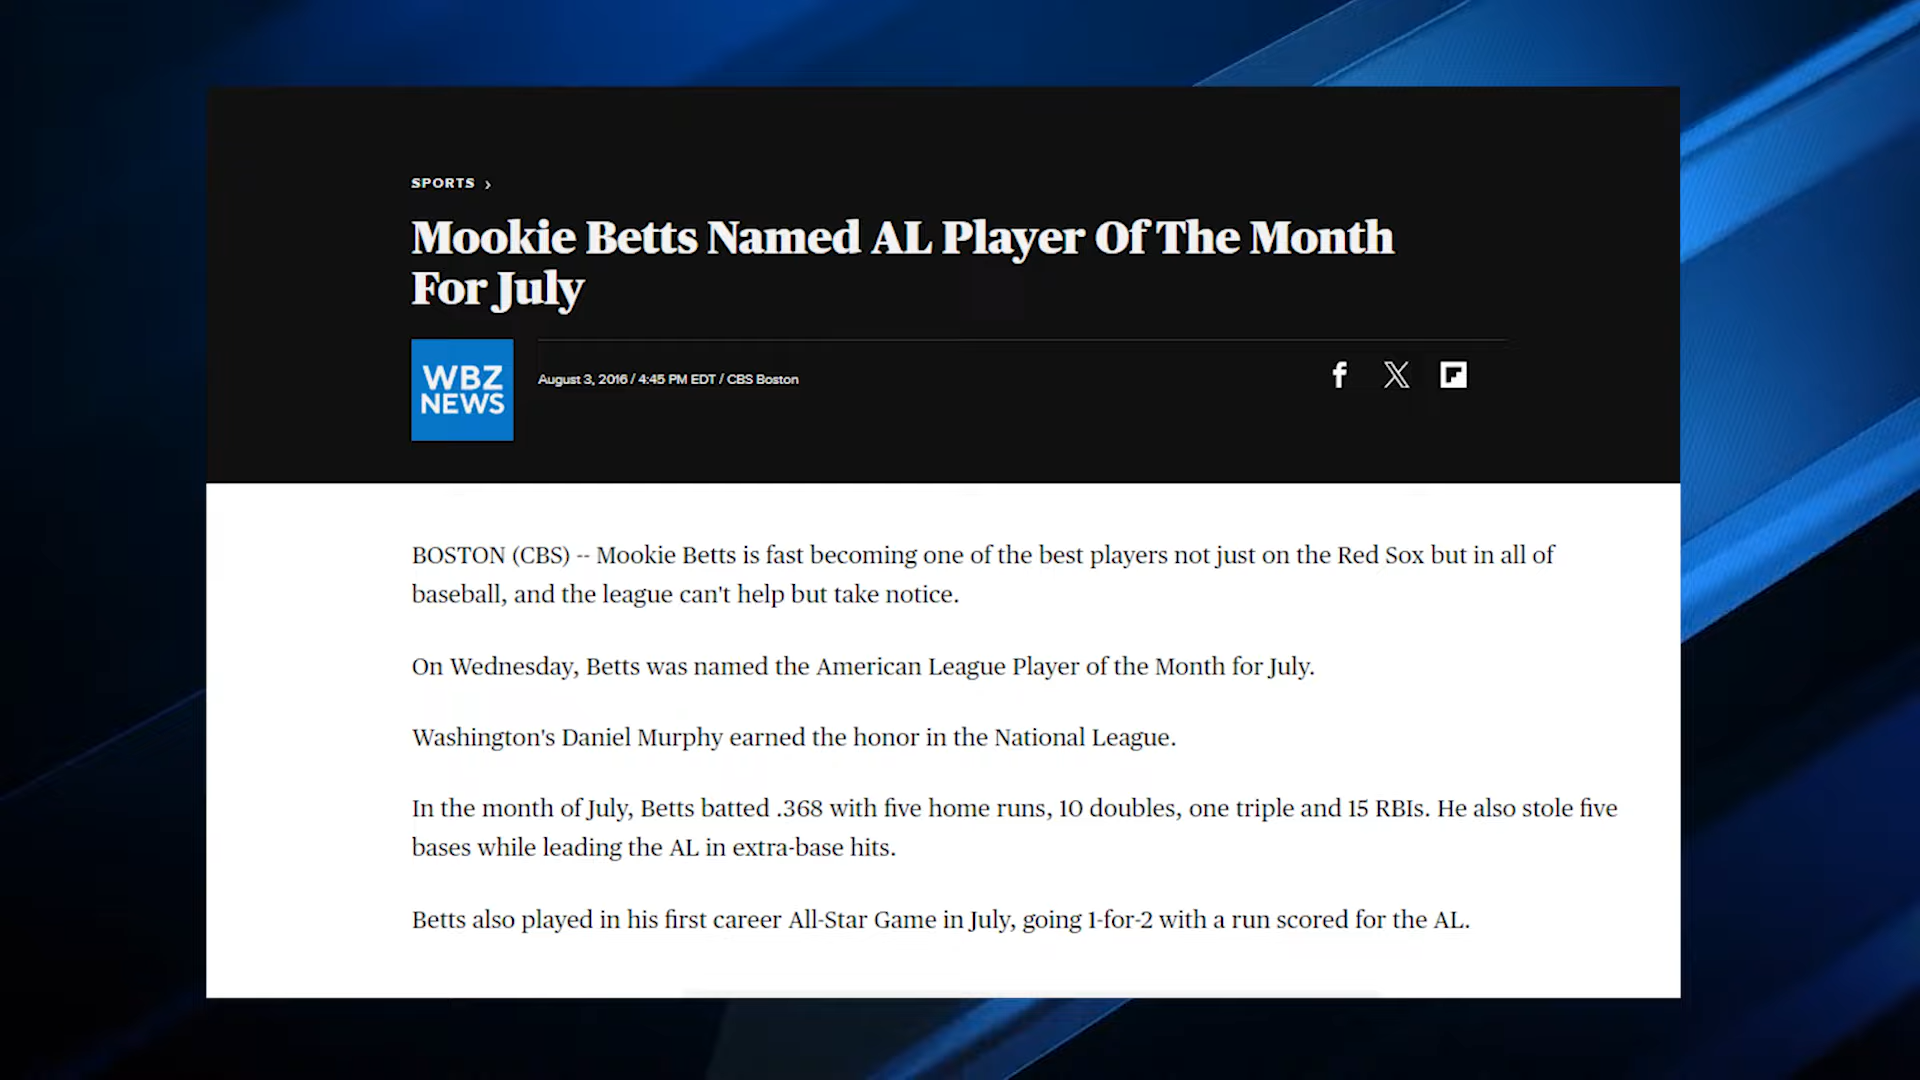 SPORTS ›
Mookie Betts Named AL Player Of The Month
For July
WBZ
NEWS
August 3, 2016 / 4:45 PM EDT / CBS Boston
BOSTON (CBS) -- Mookie Betts is fast becoming one of the best players not just on the Red Sox but in all of
baseball, and the league can't help but take notice.
On Wednesday, Betts was named the American League Player of the Month for July.
Washington's Daniel Murphy earned the honor in the National League.
In the month of July, Betts batted .368 with five home runs, 10 doubles, one triple and 15 RBIs. He also stole five
bases while leading the AL in extra-base hits.
Betts also played in his first career All-Star Game in July, going 1-for-2 with a run scored for the AL.